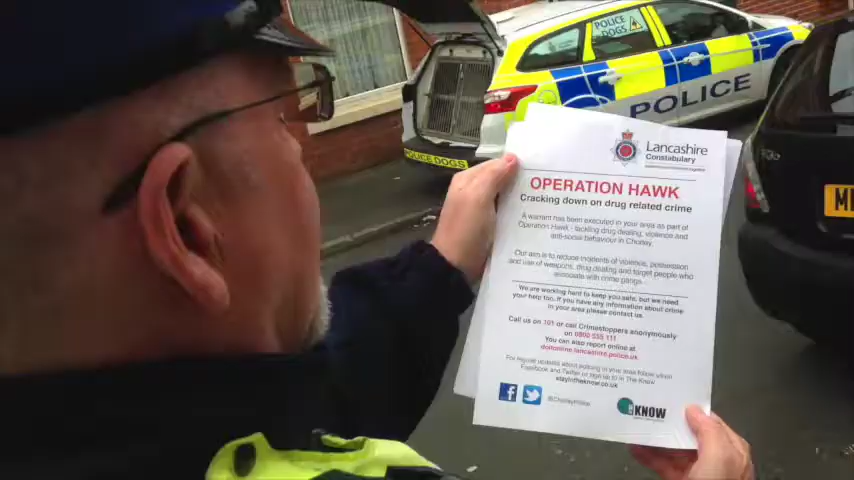 POLICE
DOGS
POLICE
POLICE DOGS
Lancashire
Constabulary
OPERATION HAWK
Cracking down on drug related crime
A warrant has been executed in your area as part of
Operation Hawk - tackling drug dealing, violence and
anti-social behaviour in Chorley.
Our aim is to reduce incidents of violence, possession
and use of weapons, drug dealing and target people who
associate with crime gangs.
We are working hard to keep you safe, but we need
your help too. If you have any information about crime
in your area please contact us.
Call us on 101 or call Crimestoppers anonymously
on 0800 555 111
You can also report online at
doitonline.lancashire.police.uk
For regular updates about policing in your area follow us on
Facebook and Twitter or sign up to In The Know
stayintheknow.co.uk
f
KNOW